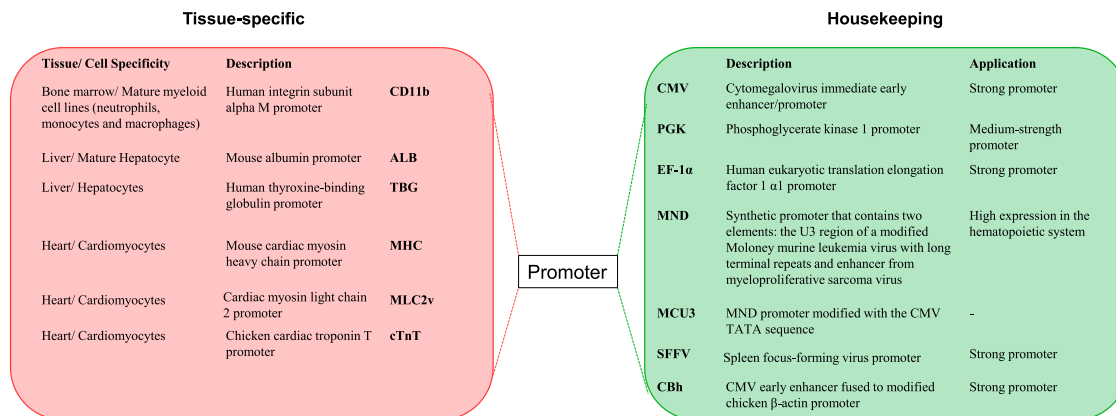 Tissue-specific
Tissue/ Cell Specificity Description
Bone marrow/ Mature myeloid Human integrin subunit CD11b
cell lines (neutrophils, alpha M promoter
monocytes and macrophages)
Liver/ Mature Hepatocyte Mouse albumin promoter ALB
Liver/ Hepatocytes Human thyroxine-binding TBG
globulin promoter
Heart/ Cardiomyocytes Mouse cardiac myosin MHC
heavy chain promoter
Heart/ Cardiomyocytes Cardiac myosin light chain MLC2v
2 promoter
Heart/ Cardiomyocytes Chicken cardiac troponin T cTnT
promoter
Promoter
Housekeeping
Description Application
CMV Cytomegalovirus immediate early Strong promoter
enhancer/promoter
PGK Phosphoglycerate kinase 1 promoter Medium-strength
promoter
EF-1α Human eukaryotic translation elongation Strong promoter
factor 1 α1 promoter
MND Synthetic promoter that contains two High expression in the
elements: the U3 region of a modified hematopoietic system
Moloney murine leukemia virus with long
terminal repeats and enhancer from
myeloproliferative sarcoma virus
MCU3 MND promoter modified with the CMV -
TATA sequence
SFFV Spleen focus-forming virus promoter Strong promoter
CBh CMV early enhancer fused to modified Strong promoter
chicken β-actin promoter